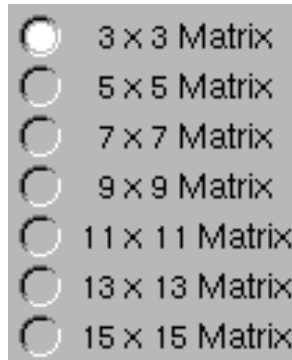 3 x 3 Matrix
5 x 5 Matrix
7 x 7 Matrix
9 x 9 Matrix
11 x 11 Matrix
13 x 13 Matrix
15 x 15 Matrix